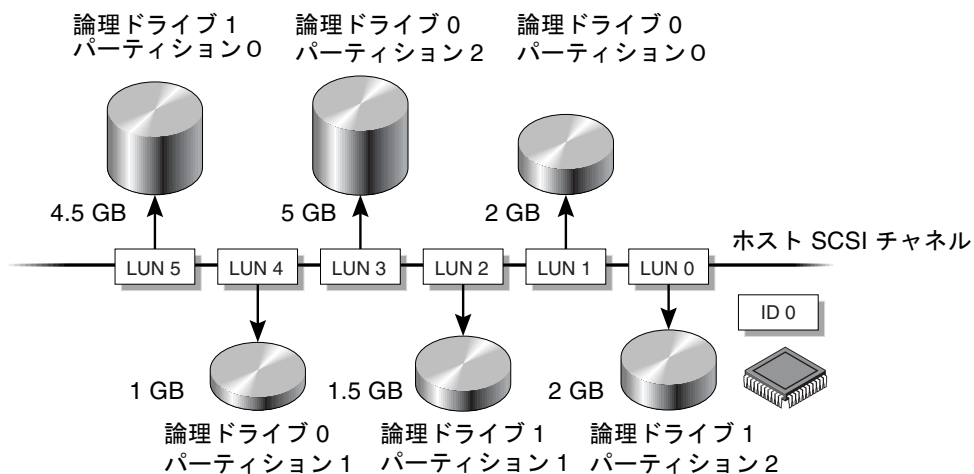 論理ドライブ 1
パーティション 0
論理ドライブ 0
パーティション 2
論理ドライブ 0
パーティション 0
4.5 GB
5 GB
2 GB
ホスト SCSI チャネル
LUN 5
LUN 4
LUN 3
LUN 2
LUN 1
LUN 0
ID 0
1 GB
1.5 GB
2 GB
論理ドライブ 0
パーティション 1
論理ドライブ 1
パーティション 1
論理ドライブ 1
パーティション 2